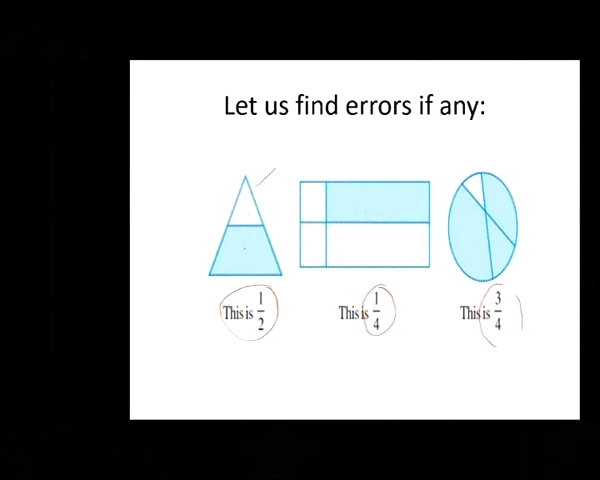 Let us find errors if any:
This is 1/2
This is 1/4
This is 3/4